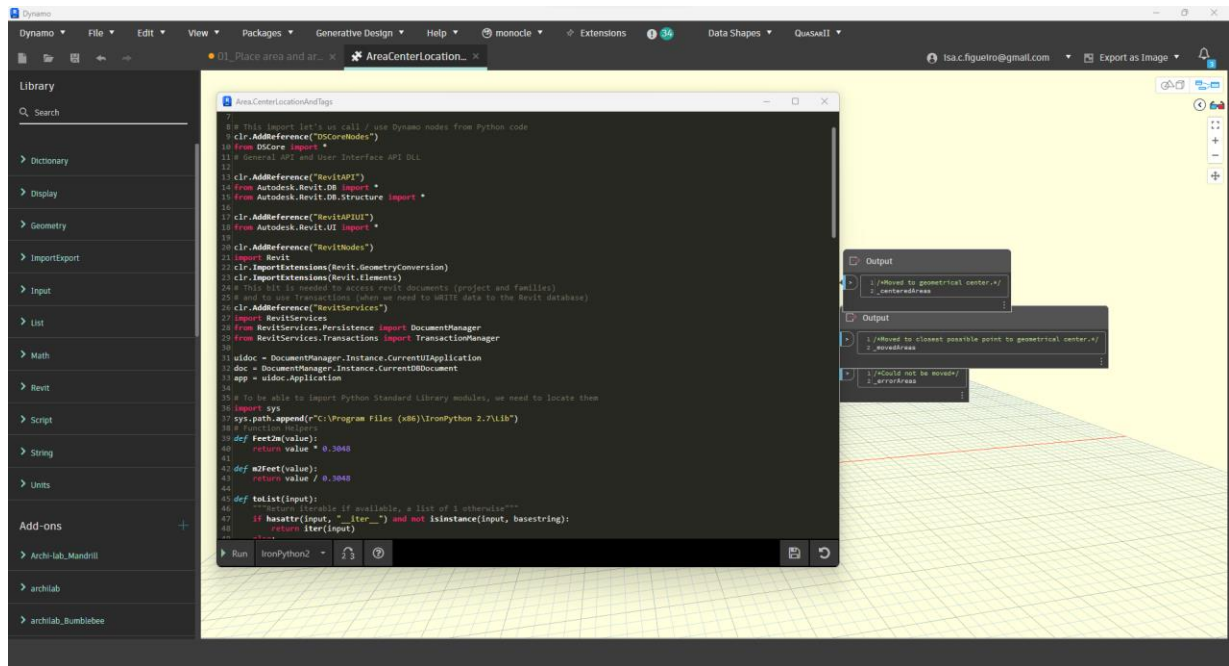 Dynamo
Dynamo File Edit View Packages Generative Design Help monocle Extensions 34 Data Shapes QUASARII
01_Place area and ar... × AreaCenterLocation... ×
isa.c.figueiro@gmail.com Export as Image 1
Library
Search
Dictionary
Display
Geometry
ImportExport
Input
List
Math
Revit
Script
String
Units
Add-ons +
Archi-lab_Mandrill
archilab
archilab_Bumblebee
Area.CenterLocationAndTags
7
8 # This import let's us call / use Dynamo nodes from Python code
9 clr.AddReference("DSCoreNodes")
10 from DSCore import *
11 # General API and User Interface API DLL
12
13 clr.AddReference("RevitAPI")
14 from Autodesk.Revit.DB import *
15 from Autodesk.Revit.DB.Structure import *
16
17 clr.AddReference("RevitAPIUI")
18 from Autodesk.Revit.UI import *
19
20 clr.AddReference("RevitNodes")
21 import Revit
22 clr.ImportExtensions(Revit.GeometryConversion)
23 clr.ImportExtensions(Revit.Elements)
24 # This bit is needed to access revit documents (project and families)
25 # and to use Transactions (when we need to WRITE data to the Revit database)
26 clr.AddReference("RevitServices")
27 import RevitServices
28 from RevitServices.Persistence import DocumentManager
29 from RevitServices.Transactions import TransactionManager
30
31 uidoc = DocumentManager.Instance.CurrentUIApplication
32 doc = DocumentManager.Instance.CurrentDBDocument
33 app = uidoc.Application
34
35 # To be able to import Python Standard Library modules, we need to locate them
36 import sys
37 sys.path.append(r"C:\Program Files (x86)\IronPython 2.7\Lib")
38 # Function Helpers
39 def Feet2m(value):
40 return value * 0.3048
41
42 def m2Feet(value):
43 return value / 0.3048
44
45 def toList(input):
46 """Return iterable if available, a list of 1 otherwise"""
47 if hasattr(input, "__iter__") and not isinstance(input, basestring):
48 return iter(input)
Run IronPython2 2 3
Output
1 /*Moved to geometrical center.*/
2 _centeredAreas
Output
1 /*Moved to closest possible point to geometrical center.*/
2 _movedAreas
1 /*Could not be moved*/
2 _errorAreas